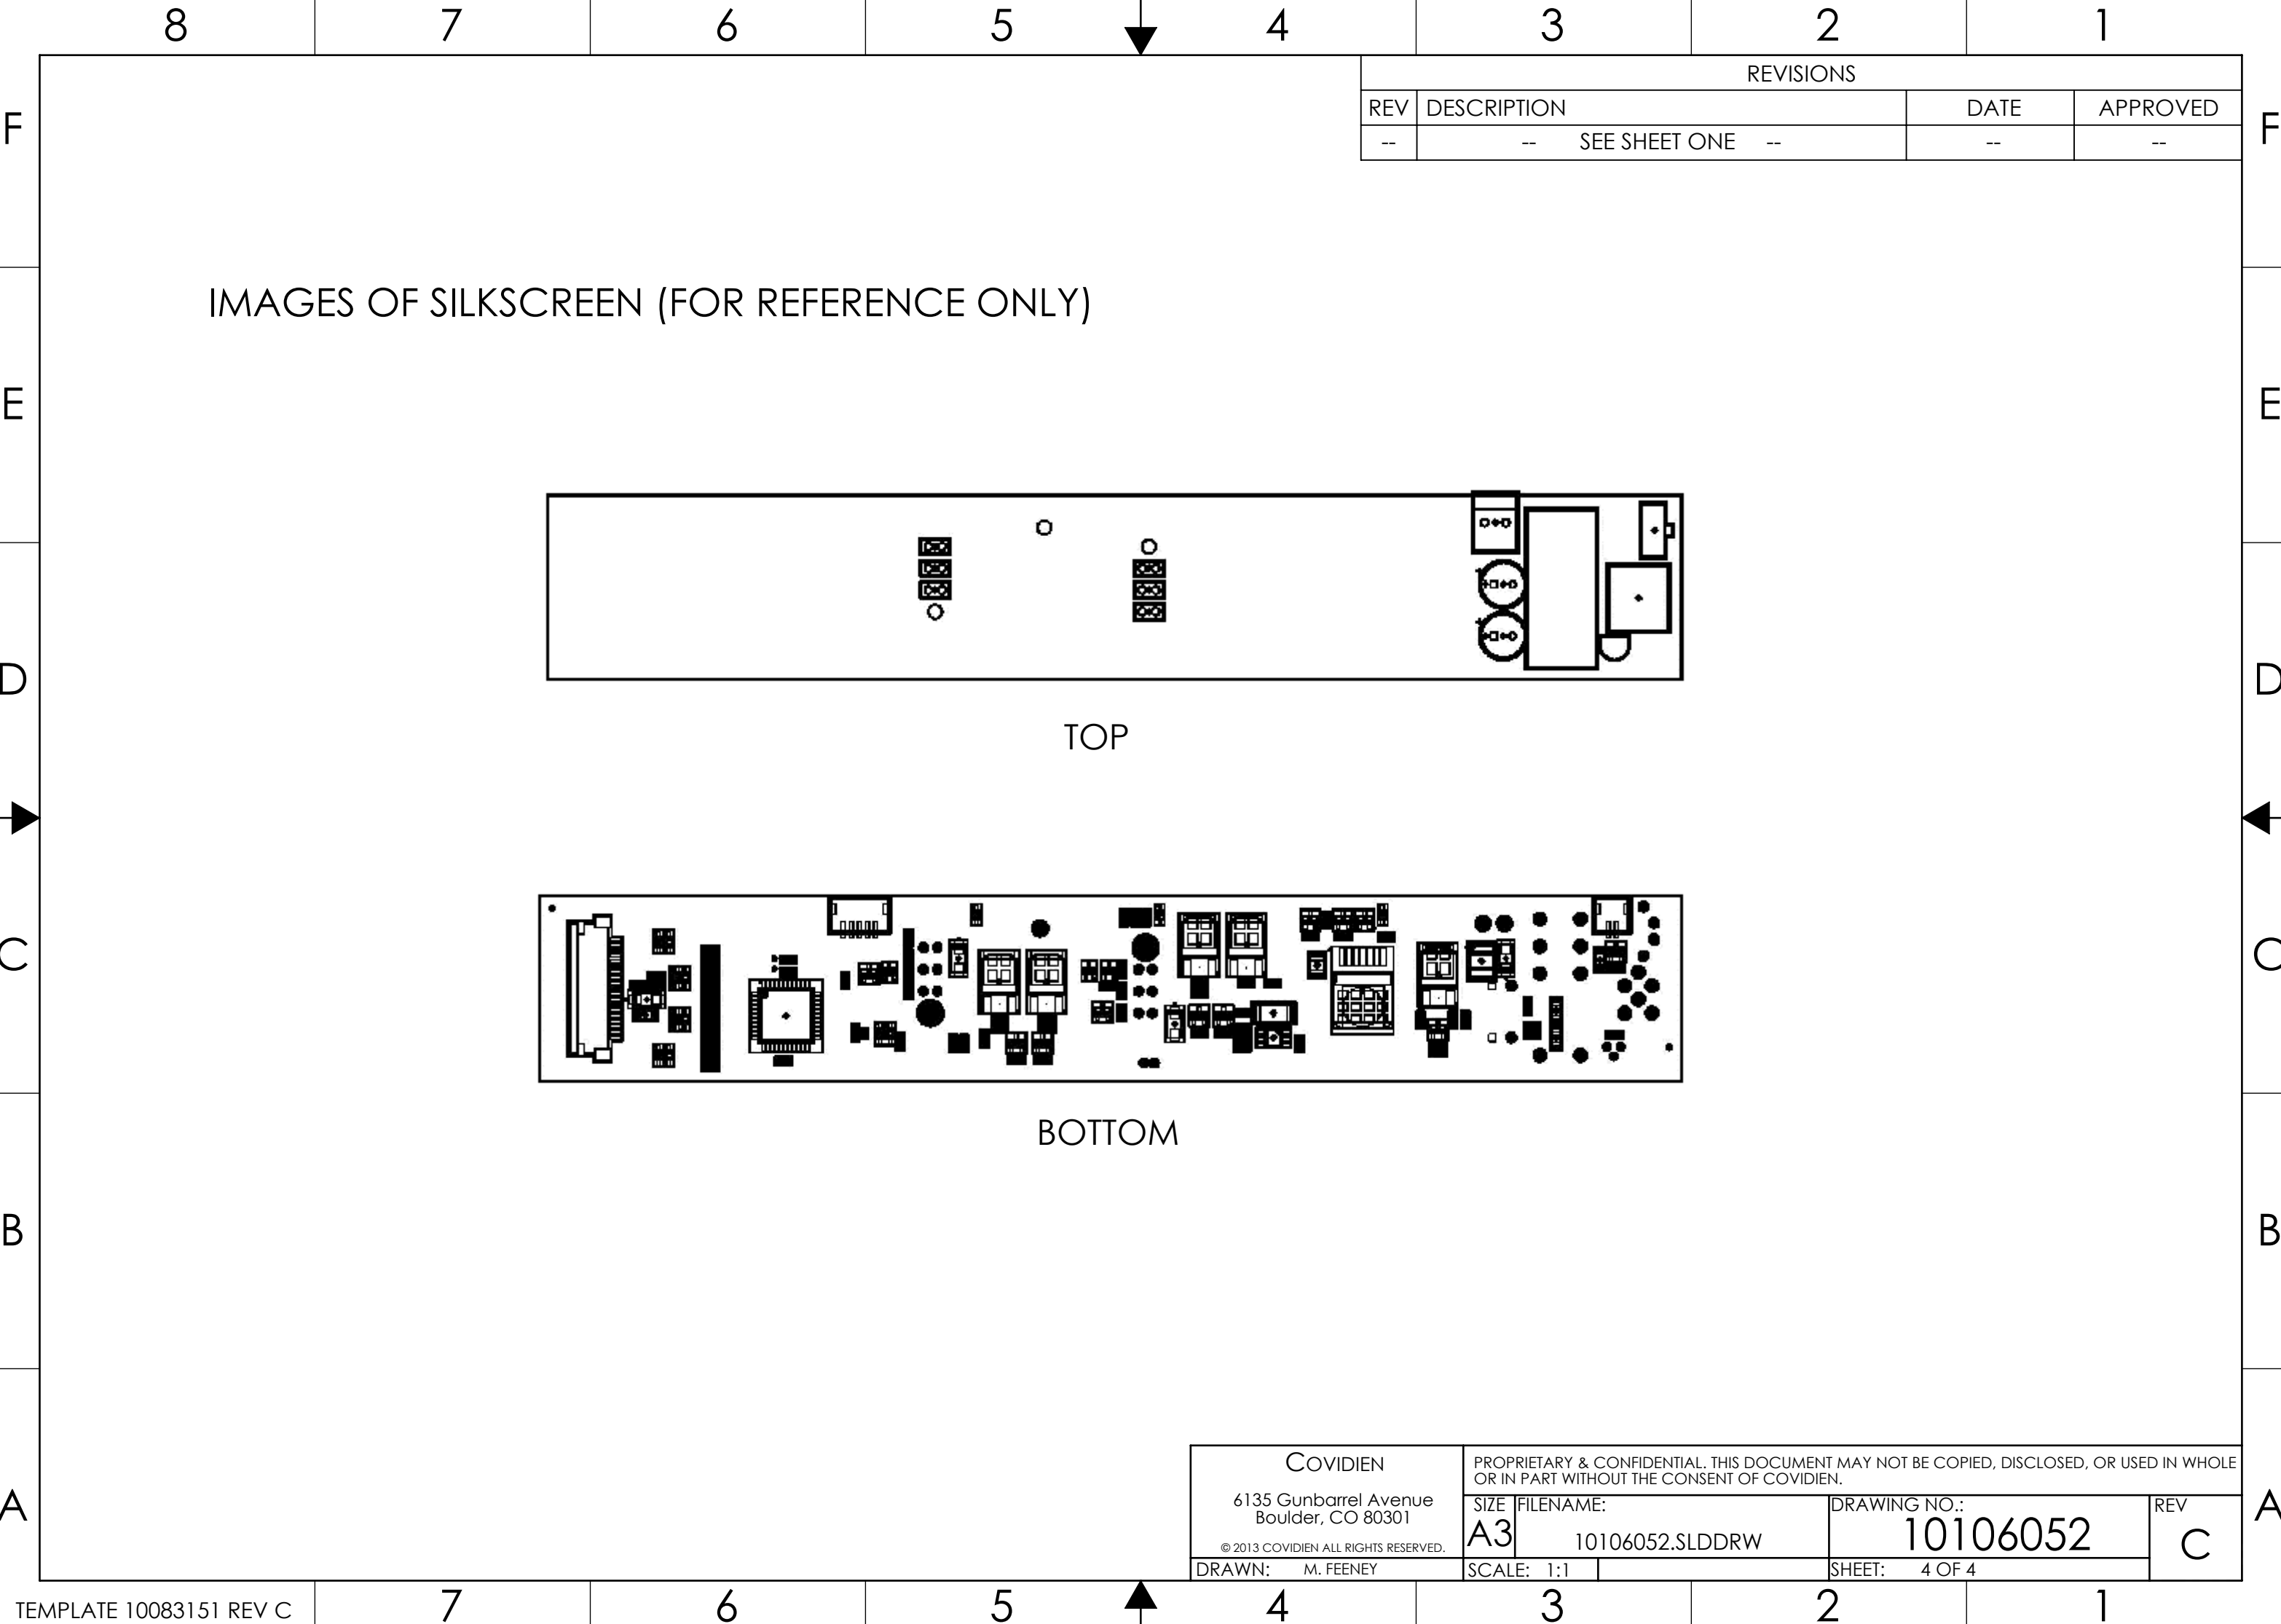 8 7 6 5 4 3 2 1
REVISIONS
REV DESCRIPTION DATE APPROVED
-- -- SEE SHEET ONE -- -- --
F F
IMAGES OF SILKSCREEN (FOR REFERENCE ONLY)
E E
D D
TOP
C C
BOTTOM
B B
A A
COVIDIEN
6135 Gunbarrel Avenue
Boulder, CO 80301
© 2013 COVIDIEN ALL RIGHTS RESERVED.
DRAWN: M. FEENEY
PROPRIETARY & CONFIDENTIAL. THIS DOCUMENT MAY NOT BE COPIED, DISCLOSED, OR USED IN WHOLE
OR IN PART WITHOUT THE CONSENT OF COVIDIEN.
SIZE FILENAME: DRAWING NO.: REV
A3 10106052.SLDDRW 10106052 C
SCALE: 1:1 SHEET: 4 OF 4
TEMPLATE 10083151 REV C 7 6 5 4 3 2 1